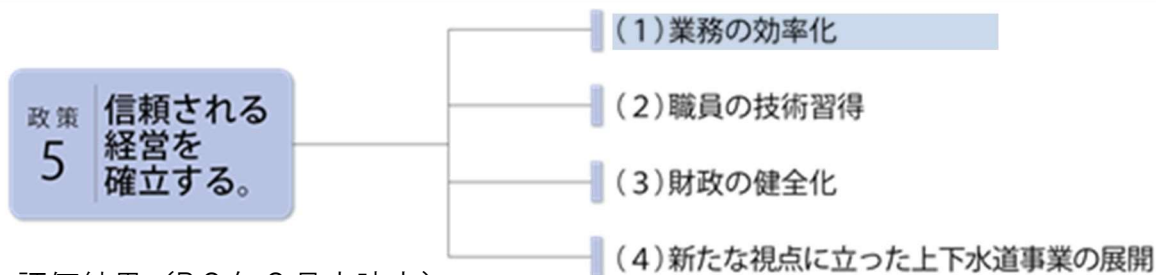 政策
5
信頼される
経営を
確立する。
(1)業務の効率化
(2)職員の技術習得
(3)財政の健全化
(4)新たな視点に立った上下水道事業の展開